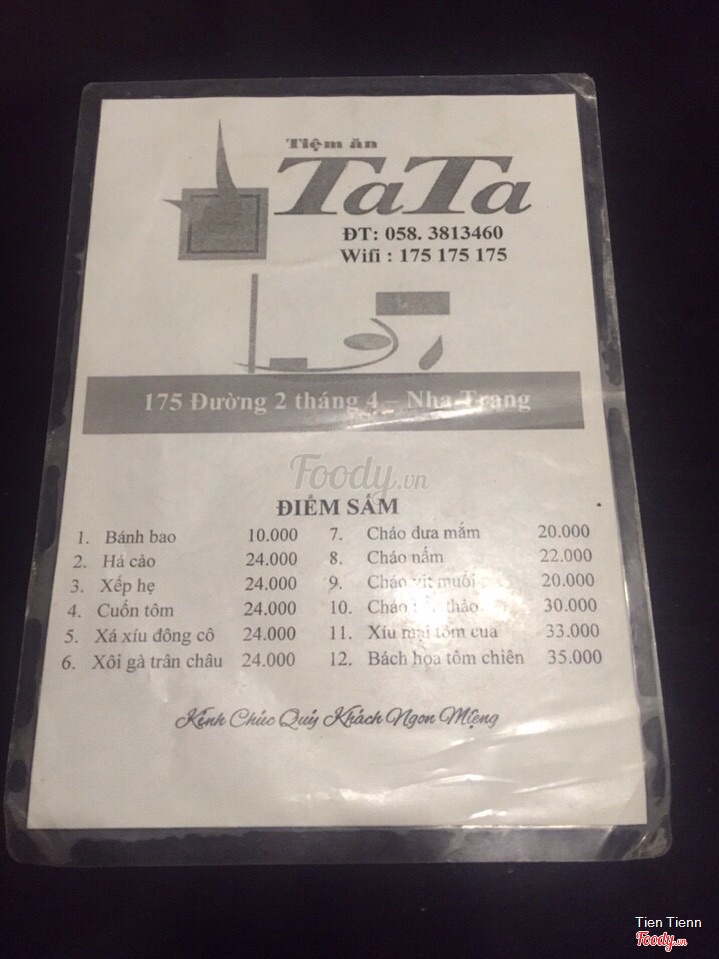 Tiệm ăn
TaTa
ĐT: 058. 3813460
Wifi : 175 175 175
175 Đường 2 tháng 4 – Nha Trang
Foody.vn
ĐIỂM SẤM
1. Bánh bao 10.000
2. Há cảo 24.000
3. Xếp hẹ 24.000
4. Cuốn tôm 24.000
5. Xá xíu đông cô 24.000
6. Xôi gà trân châu 24.000
7. Cháo dưa mắm 20.000
8. Cháo nấm 22.000
9. Cháo vịt muối 20.000
10. Cháo thảo 30.000
11. Xíu mại tôm cua 33.000
12. Bách họa tôm chiên 35.000
Kính Chúc Quý Khách Ngon Miệng
Tien Tienn
Foody.vn